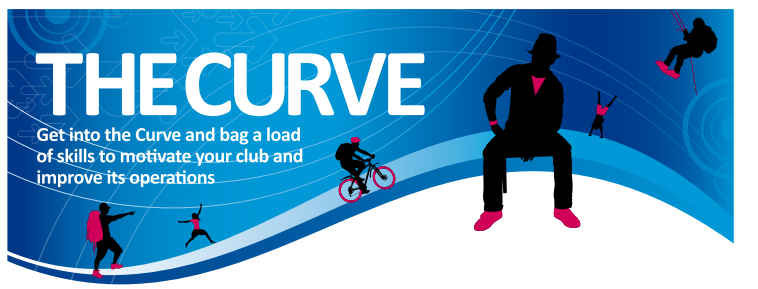 THE CURVE
Get into the Curve and bag a load
of skills to motivate your club and
improve its operations